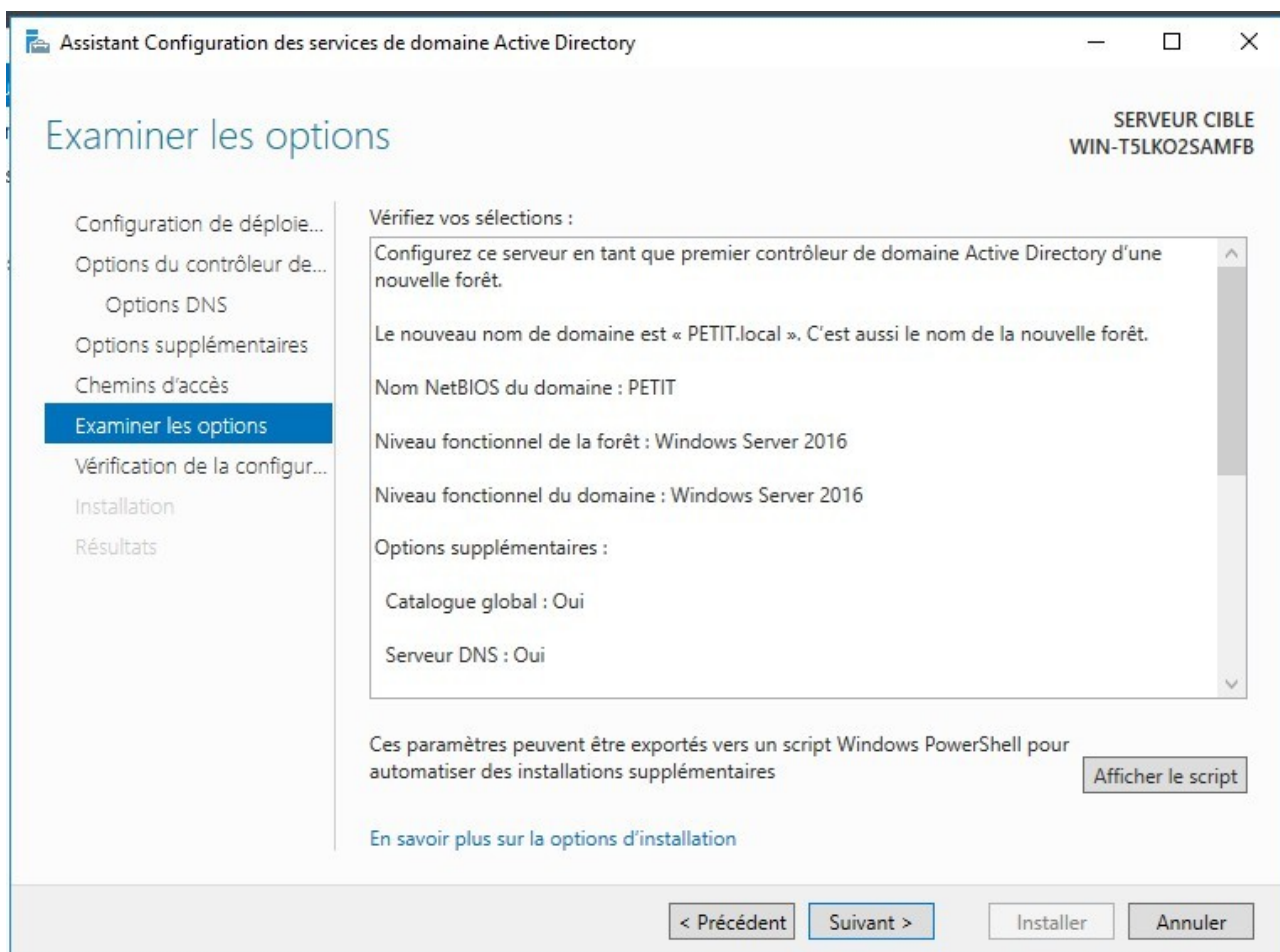 Assistant Configuration des services de domaine Active Directory
Examiner les options
SERVEUR CIBLE
WIN-T5LKO2SAMFB
Configuration de déploie...
Options du contrôleur de...
Options DNS
Options supplémentaires
Chemins d'accès
Examiner les options
Vérification de la configur...
Installation
Résultats
Vérifiez vos sélections :
Configurez ce serveur en tant que premier contrôleur de domaine Active Directory d'une
nouvelle forêt.
Le nouveau nom de domaine est « PETIT.local ». C'est aussi le nom de la nouvelle forêt.
Nom NetBIOS du domaine : PETIT
Niveau fonctionnel de la forêt : Windows Server 2016
Niveau fonctionnel du domaine : Windows Server 2016
Options supplémentaires :
Catalogue global : Oui
Serveur DNS : Oui
Ces paramètres peuvent être exportés vers un script Windows PowerShell pour
automatiser des installations supplémentaires
Afficher le script
En savoir plus sur la options d'installation
< Précédent
Suivant >
Installer
Annuler